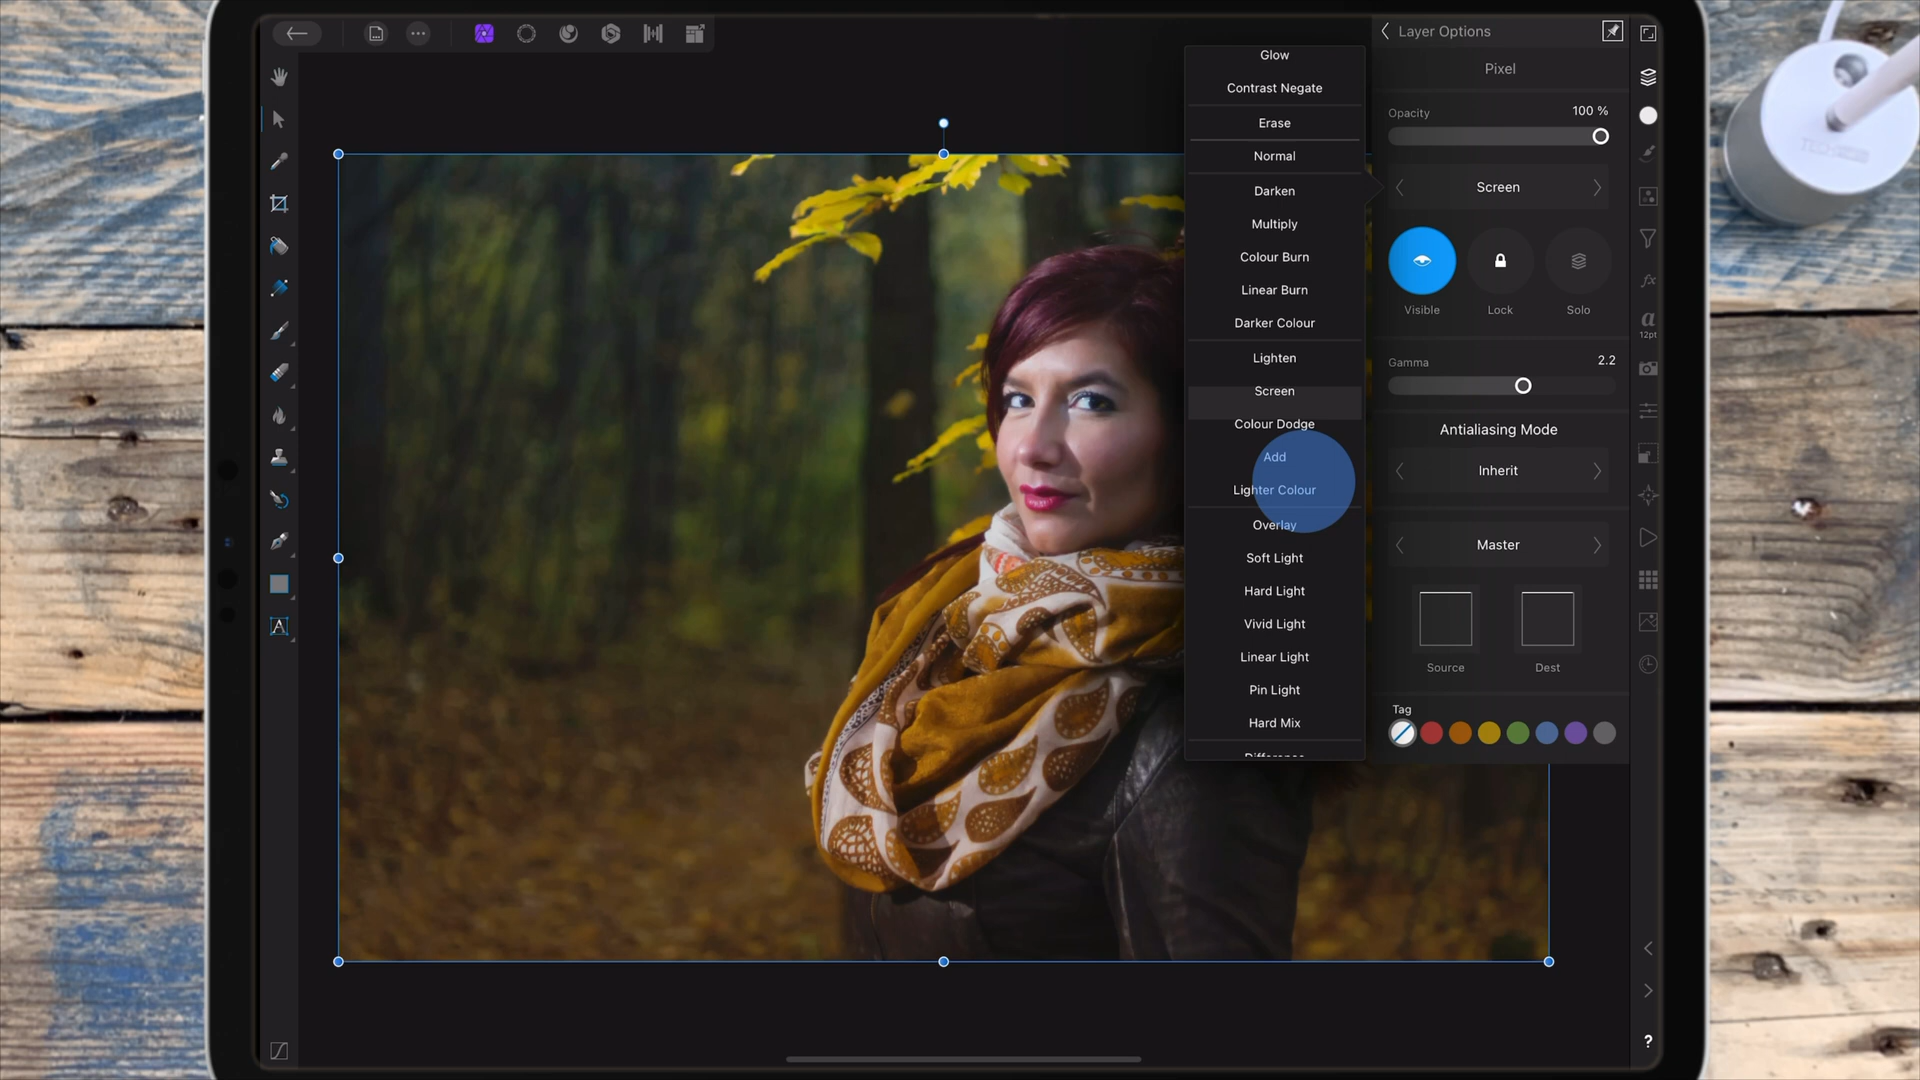 Layer Options
Pixel
Opacity
100 %
Screen
Visible
Lock
Solo
Gamma
2.2
Antialiasing Mode
Inherit
Master
Source
Dest
Tag
Glow
Contrast Negate
Erase
Normal
Darken
Multiply
Colour Burn
Linear Burn
Darker Colour
Lighten
Screen
Colour Dodge
Add
Lighter Colour
Overlay
Soft Light
Hard Light
Vivid Light
Linear Light
Pin Light
Hard Mix
a
12pt
fx
A
?